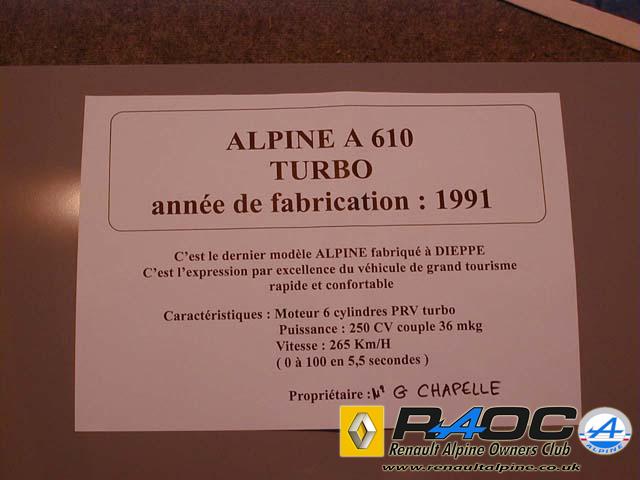 ALPINE A 610
TURBO
année de fabrication : 1991
C'est le dernier modèle ALPINE fabriqué à DIEPPE
C'est l'expression par excellence du véhicule de grand tourisme
rapide et confortable
Caractéristiques : Moteur 6 cylindres PRV turbo
Puissance : 250 CV couple 36 mkg
Vitesse : 265 Km/H
( 0 à 100 en 5,5 secondes )
Propriétaire : G CHAPELLE
RAOC
Renault Alpine Owners Club
www.renaultalpine.co.uk
ALPINE